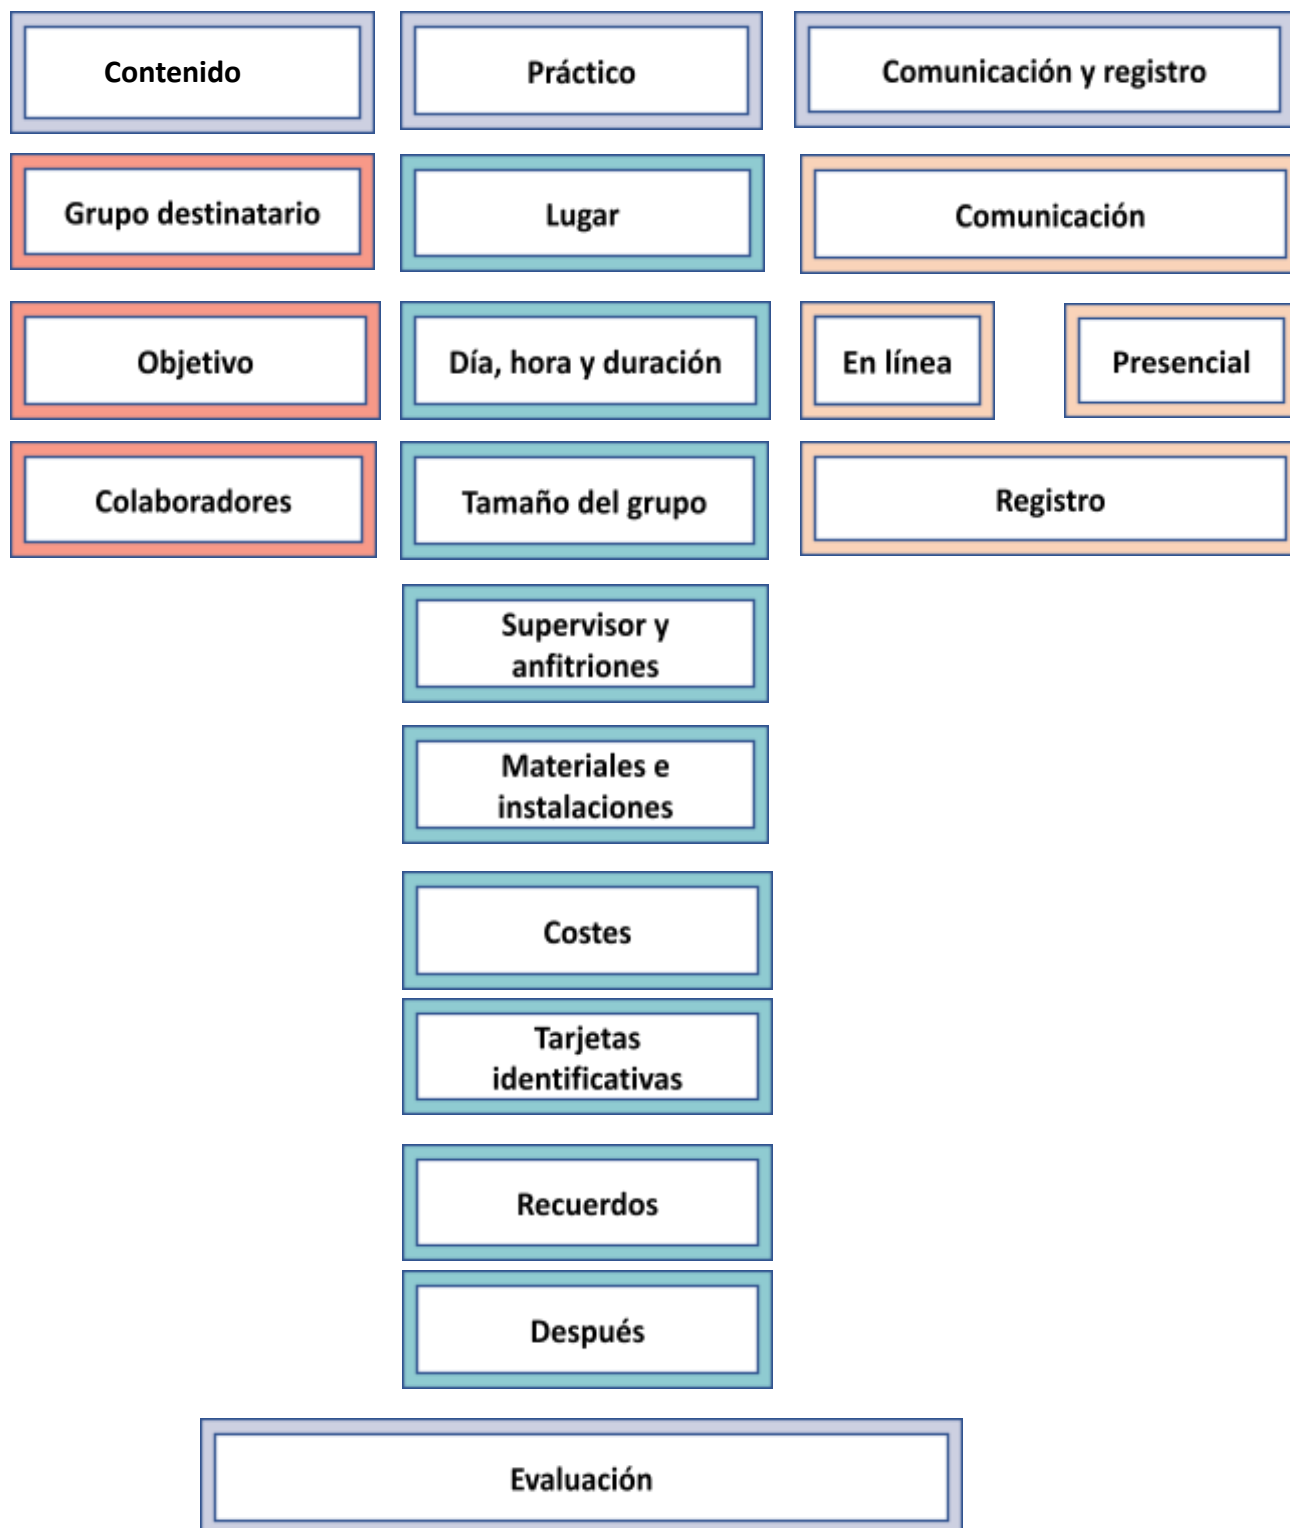 Contenido
Práctico
Comunicación y registro
Grupo destinatario
Lugar
Comunicación
Objetivo
Día, hora y duración
En línea
Presencial
Colaboradores
Tamaño del grupo
Registro
Supervisor y
anfitriones
Materiales e
instalaciones
Costes
Tarjetas
identificativas
Recuerdos
Después
Evaluación